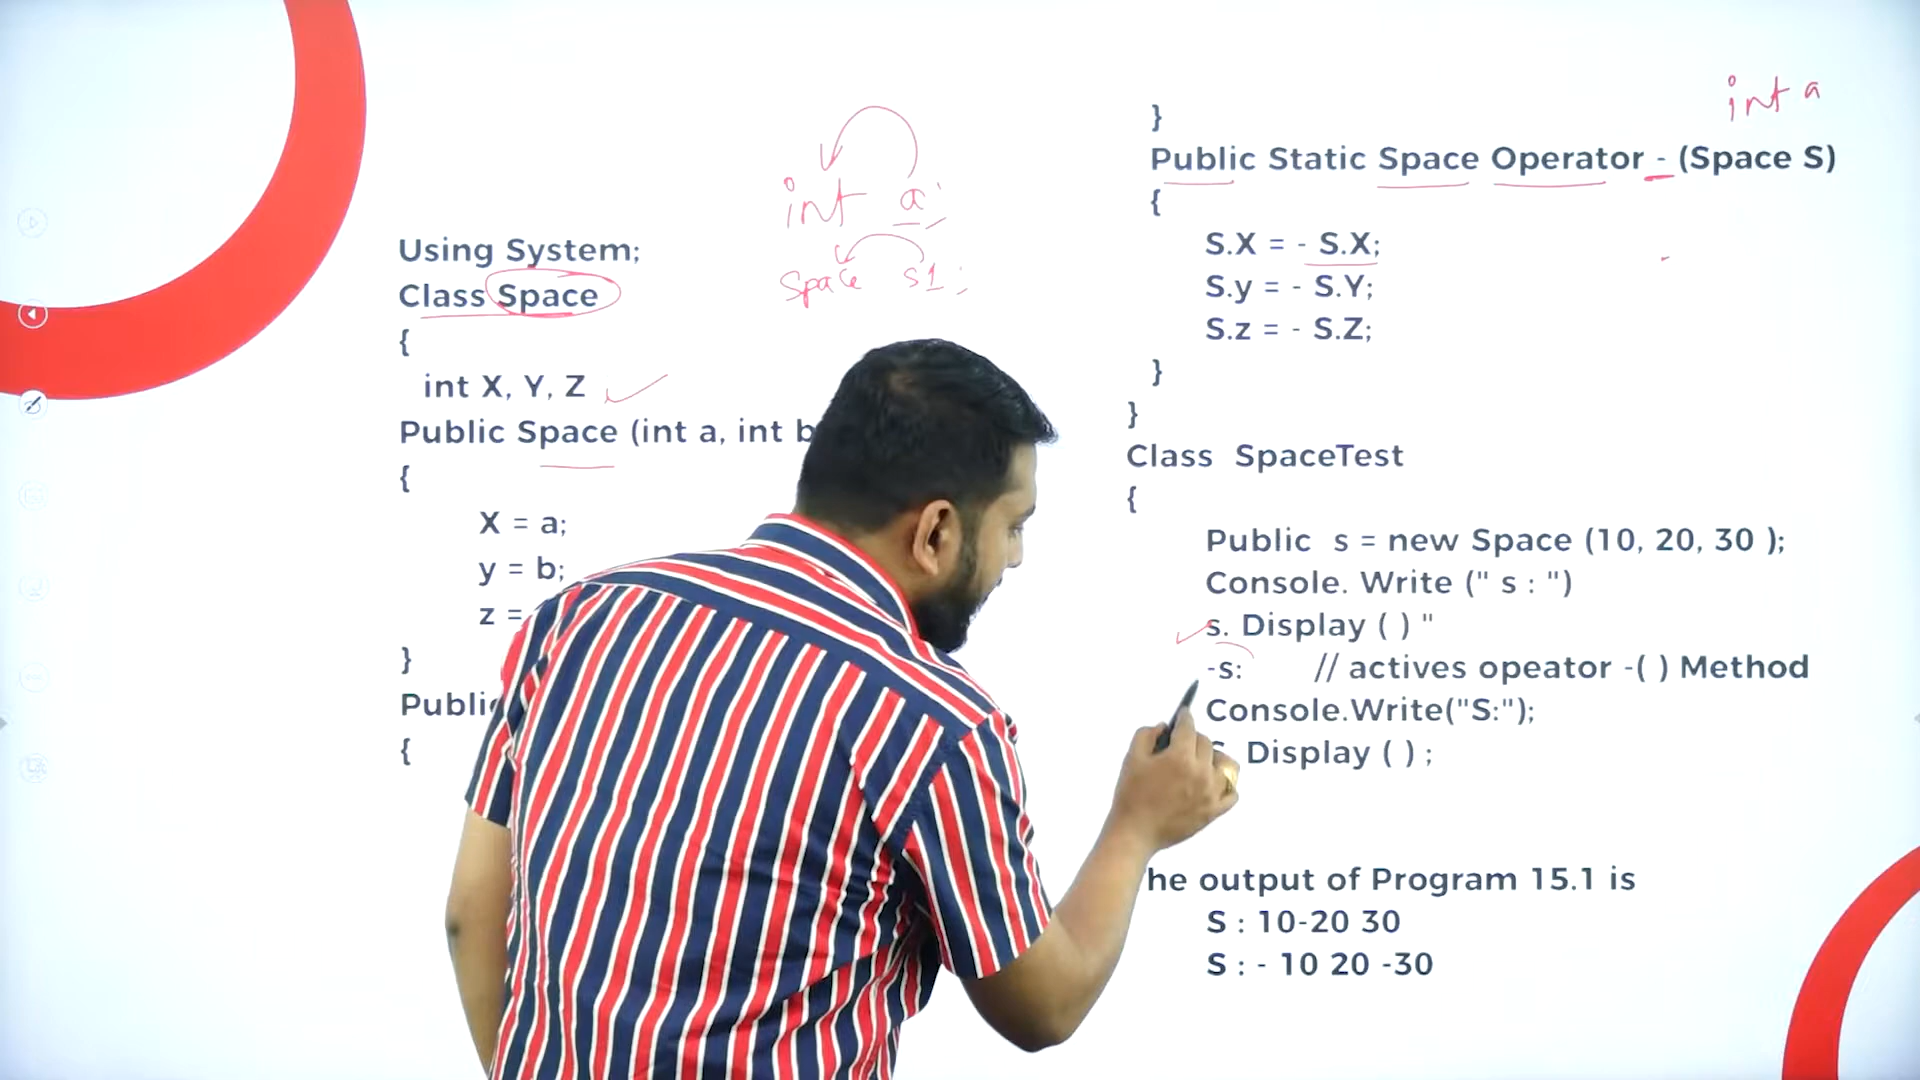 int a;
Space s1;
Using System;
Class Space
{
int X, Y, Z
Public Space (int a, int b
{
X = a;
y = b;
z =
}
{
int a
}
Public Static Space Operator - (Space S)
{
S.X = - S.X;
S.y = - S.Y;
S.z = - S.Z;
}
}
Class SpaceTest
{
Public s = new Space (10, 20, 30 );
Console. Write (" s : ")
s. Display ( ) "
-s: // actives opeator -( ) Method
Console.Write("S:");
Display ( ) ;
output of Program 15.1 is
S : 10-20 30
S : - 10 20 -30